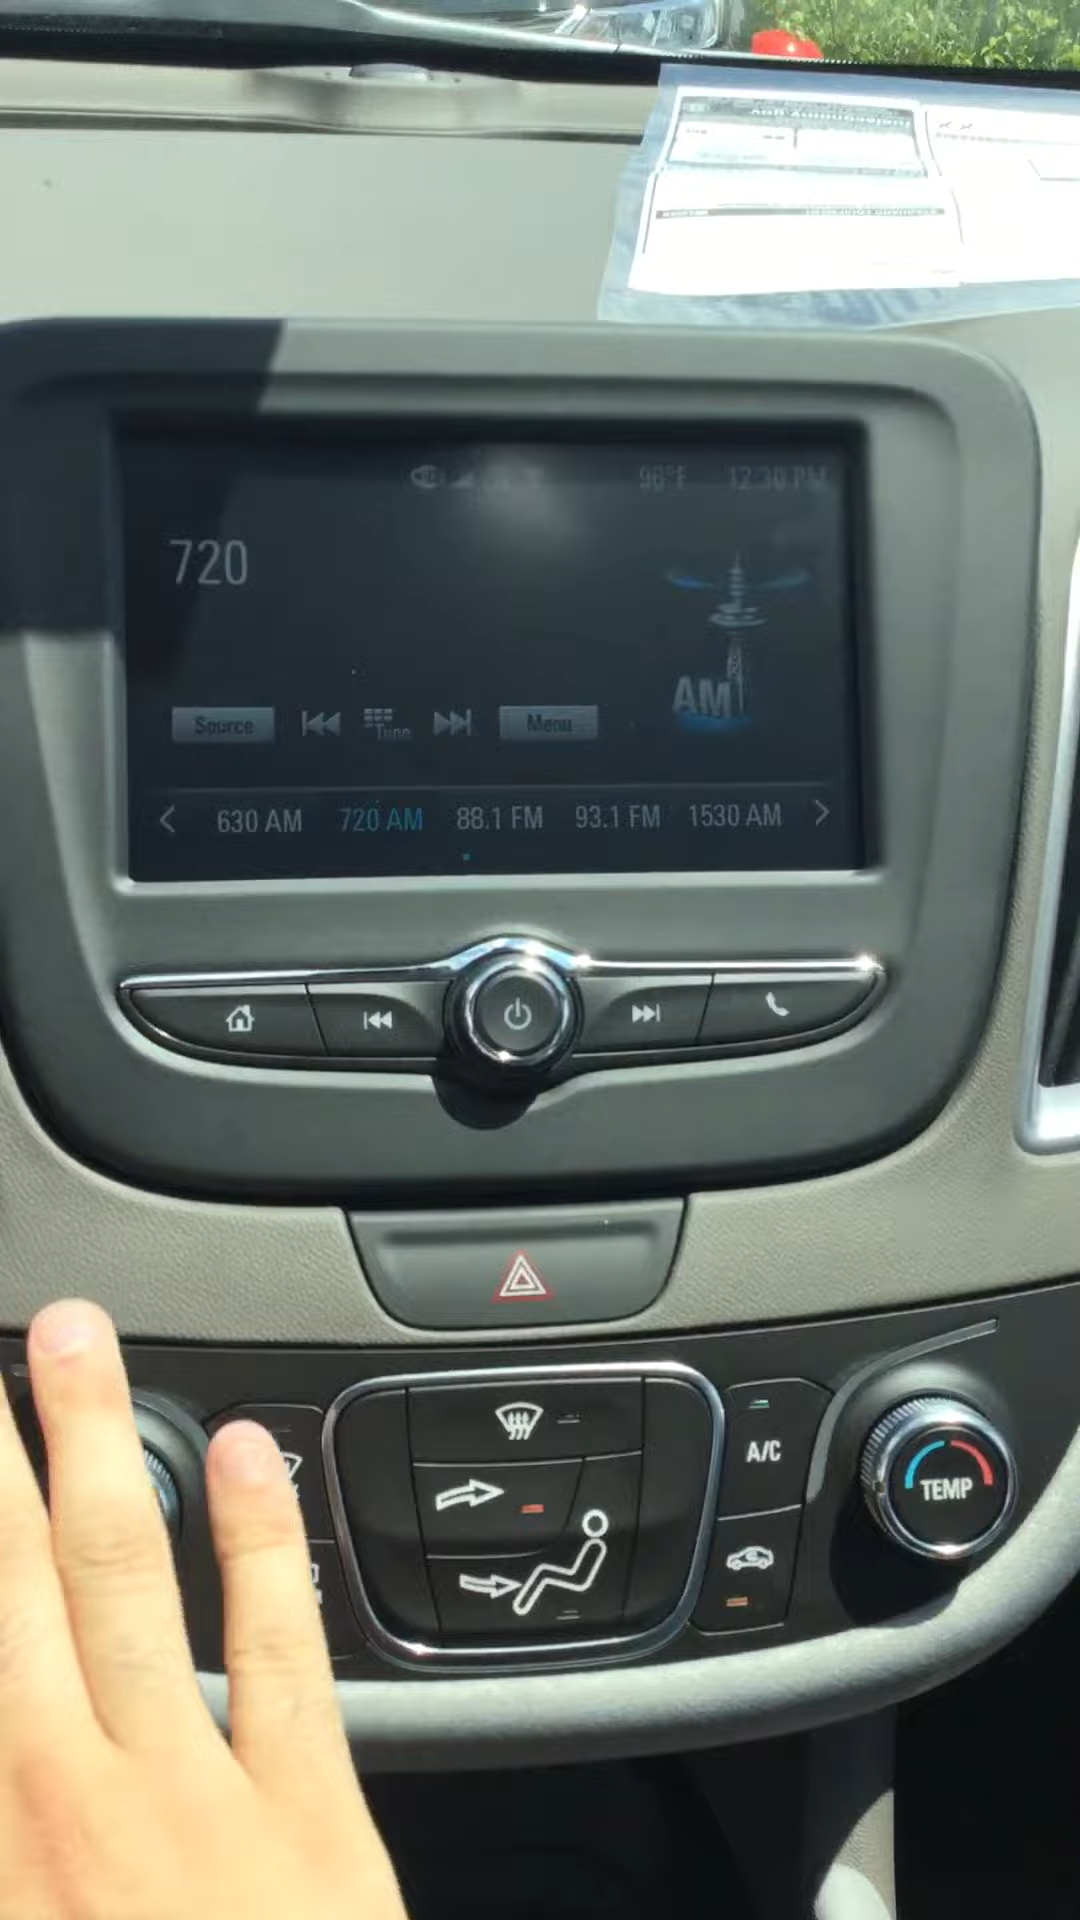 96°F 12:30 PM
720
AM
Source Tune Menu
630 AM 720 AM 88.1 FM 93.1 FM 1530 AM
A/C
TEMP